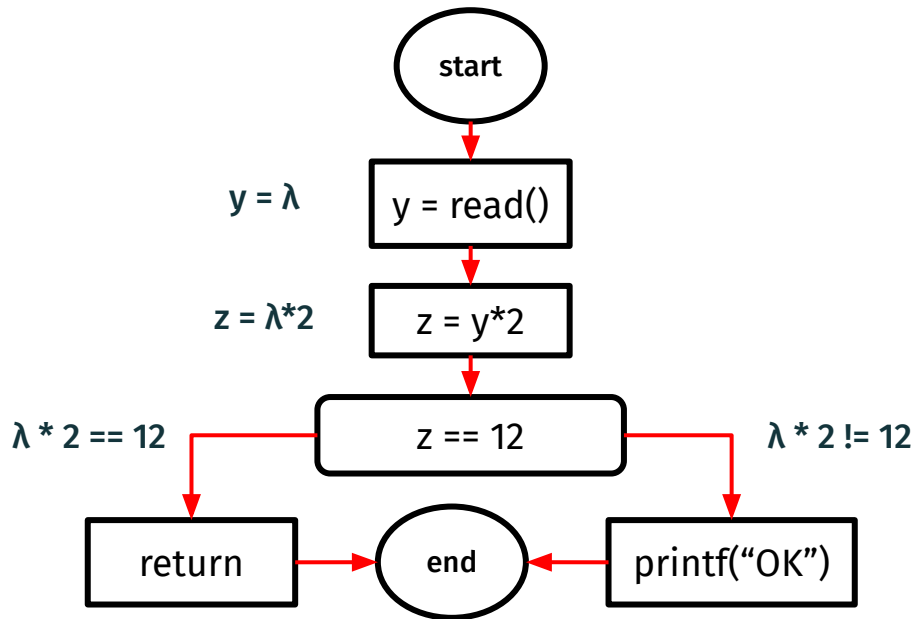 start
y = λ
y = read()
z = λ*2
z = y*2
λ * 2 == 12
z == 12
λ * 2 != 12
return
end
printf(“OK”)